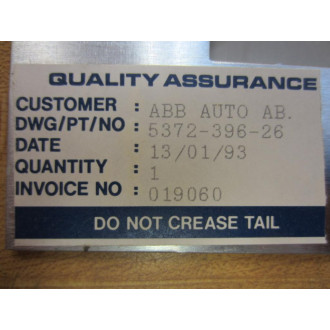 QUALITY ASSURANCE
CUSTOMER : ABB AUTO AB.
DWG/PT/NO : 5372-396-26
DATE : 13/01/93
QUANTITY : 1
INVOICE NO : 019060
DO NOT CREASE TAIL